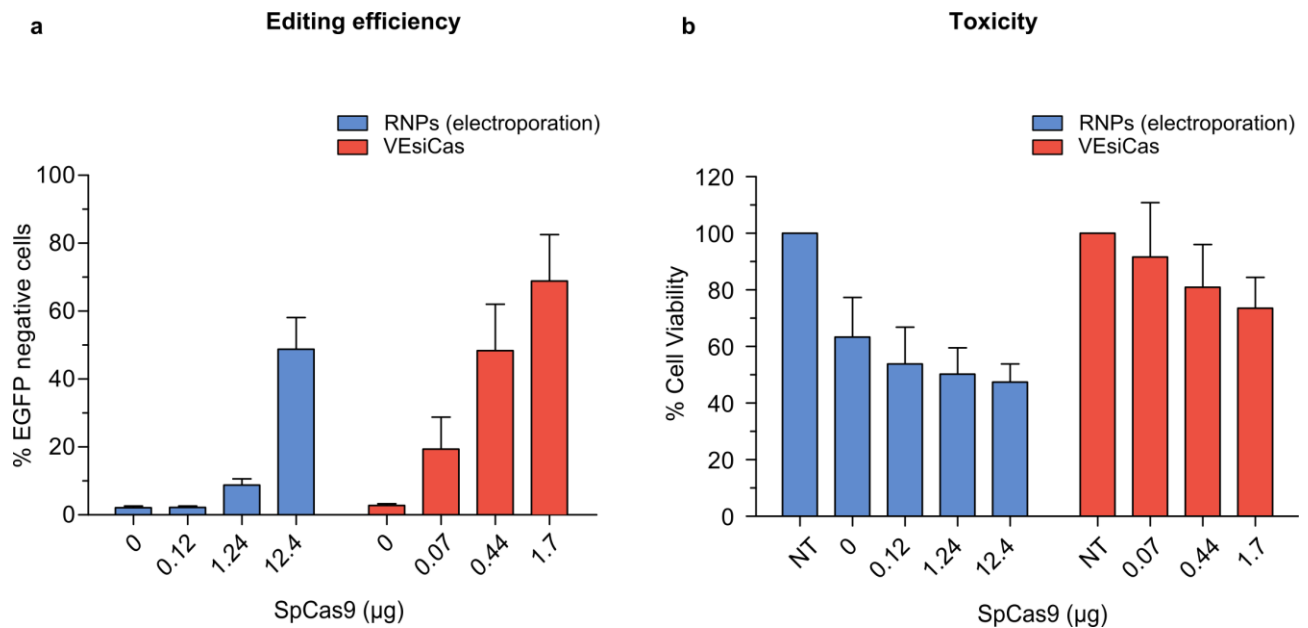 a
Editing efficiency
RNPs (electroporation)
VEsiCas
% EGFP negative cells
100
80
60
40
20
0
0
0.12
1.24
12.4
0
0.07
0.44
1.7
SpCas9 (µg)
b
Toxicity
RNPs (electroporation)
VEsiCas
% Cell Viability
120
100
80
60
40
20
0
NT
0
0.12
1.24
12.4
NT
0.07
0.44
1.7
SpCas9 (µg)